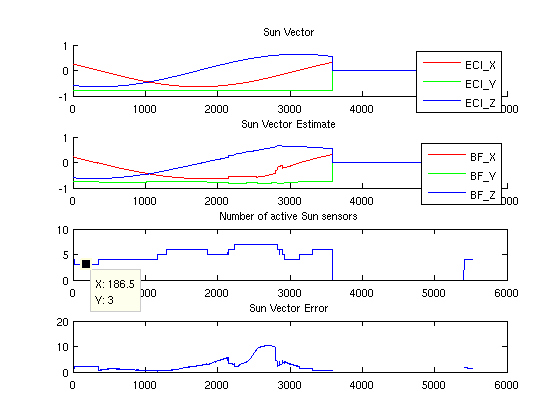 Sun Vector
1
0
-1
0 1000 2000 3000 4000 5000 6000
ECI_X
ECI_Y
ECI_Z
Sun Vector Estimate
1
0
-1
0 1000 2000 3000 4000 5000 6000
BF_X
BF_Y
BF_Z
Number of active Sun sensors
10
5
0
0 1000 2000 3000 4000 5000 6000
X: 186.5
Y: 3
Sun Vector Error
20
10
0
0 1000 2000 3000 4000 5000 6000